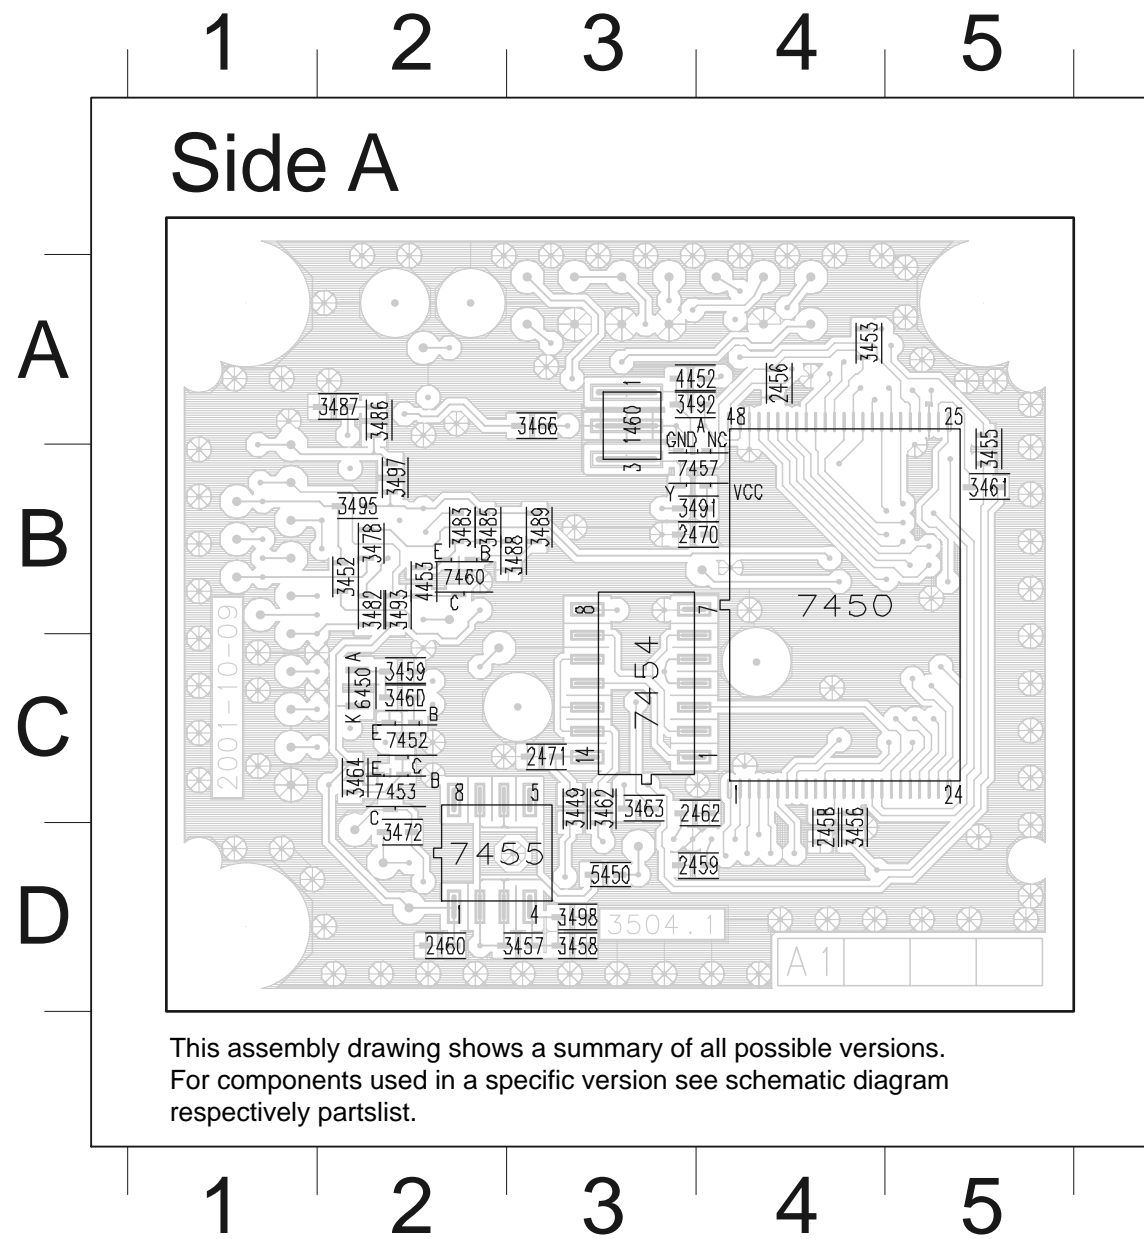 1 2 3 4 5
Side A
A
B
C
D
3453
4452
2456
3487
3486
1
3492
48
25
3466
1460
A
GND
NC
3455
3497
3
7457
3461
Y
VCC
3495
3491
3483
3485
3489
2470
3478
3488
E
B
3452
4453
7460
C
3482
3493
8
7
7450
2001-10-09
7454
A
3459
6450
3460
K
B
E
7452
C
3464
E
B
2471
14
1
7453
8
5
3449
3462
3463
2462
1
24
C
3472
2458
3456
7455
2459
5450
1
4
3498
3504.1
2460
3457
3458
A1
This assembly drawing shows a summary of all possible versions.
For components used in a specific version see schematic diagram
respectively partslist.
1 2 3 4 5